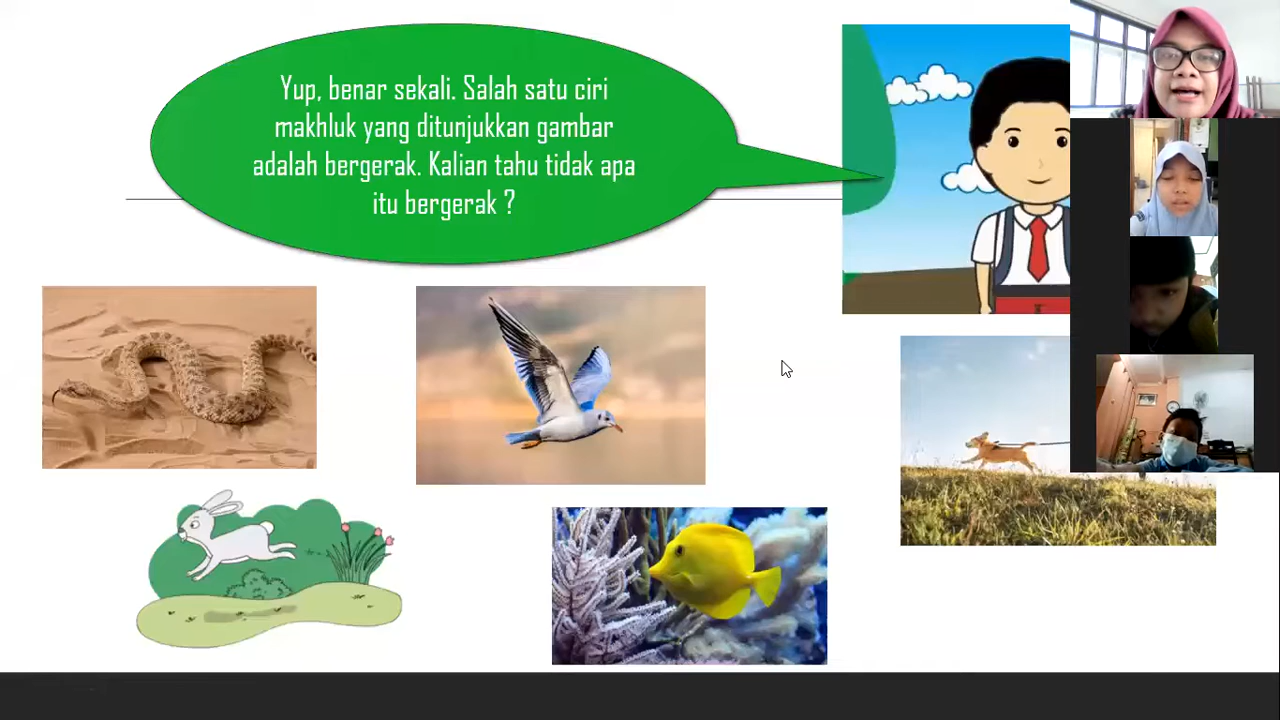 Yup, benar sekali. Salah satu ciri
makhluk yang ditunjukkan gambar
adalah bergerak. Kalian tahu tidak apa
itu bergerak ?